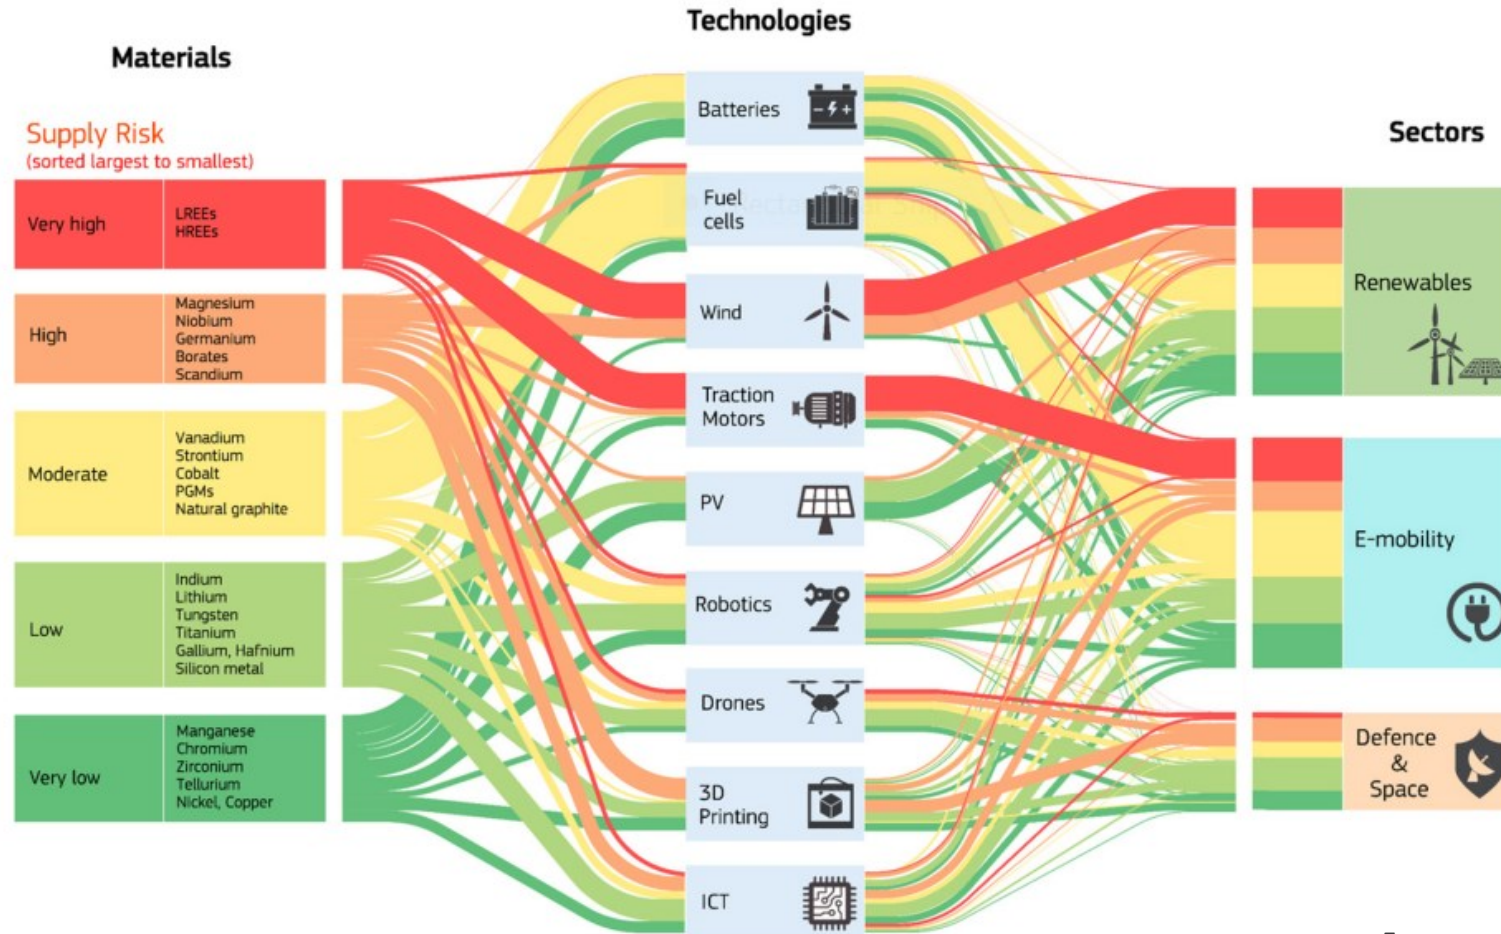 Technologies
Materials
Sectors
Supply Risk
(sorted largest to smallest)
Very high
LREEs
HREEs
High
Magnesium
Niobium
Germanium
Borates
Scandium
Moderate
Vanadium
Strontium
Cobalt
PGMs
Natural graphite
Low
Indium
Lithium
Tungsten
Titanium
Gallium, Hafnium
Silicon metal
Very low
Manganese
Chromium
Zirconium
Tellurium
Nickel, Copper
Batteries
Fuel
cells
Wind
Traction
Motors
PV
Robotics
Drones
3D
Printing
ICT
Renewables
E-mobility
Defence
&
Space